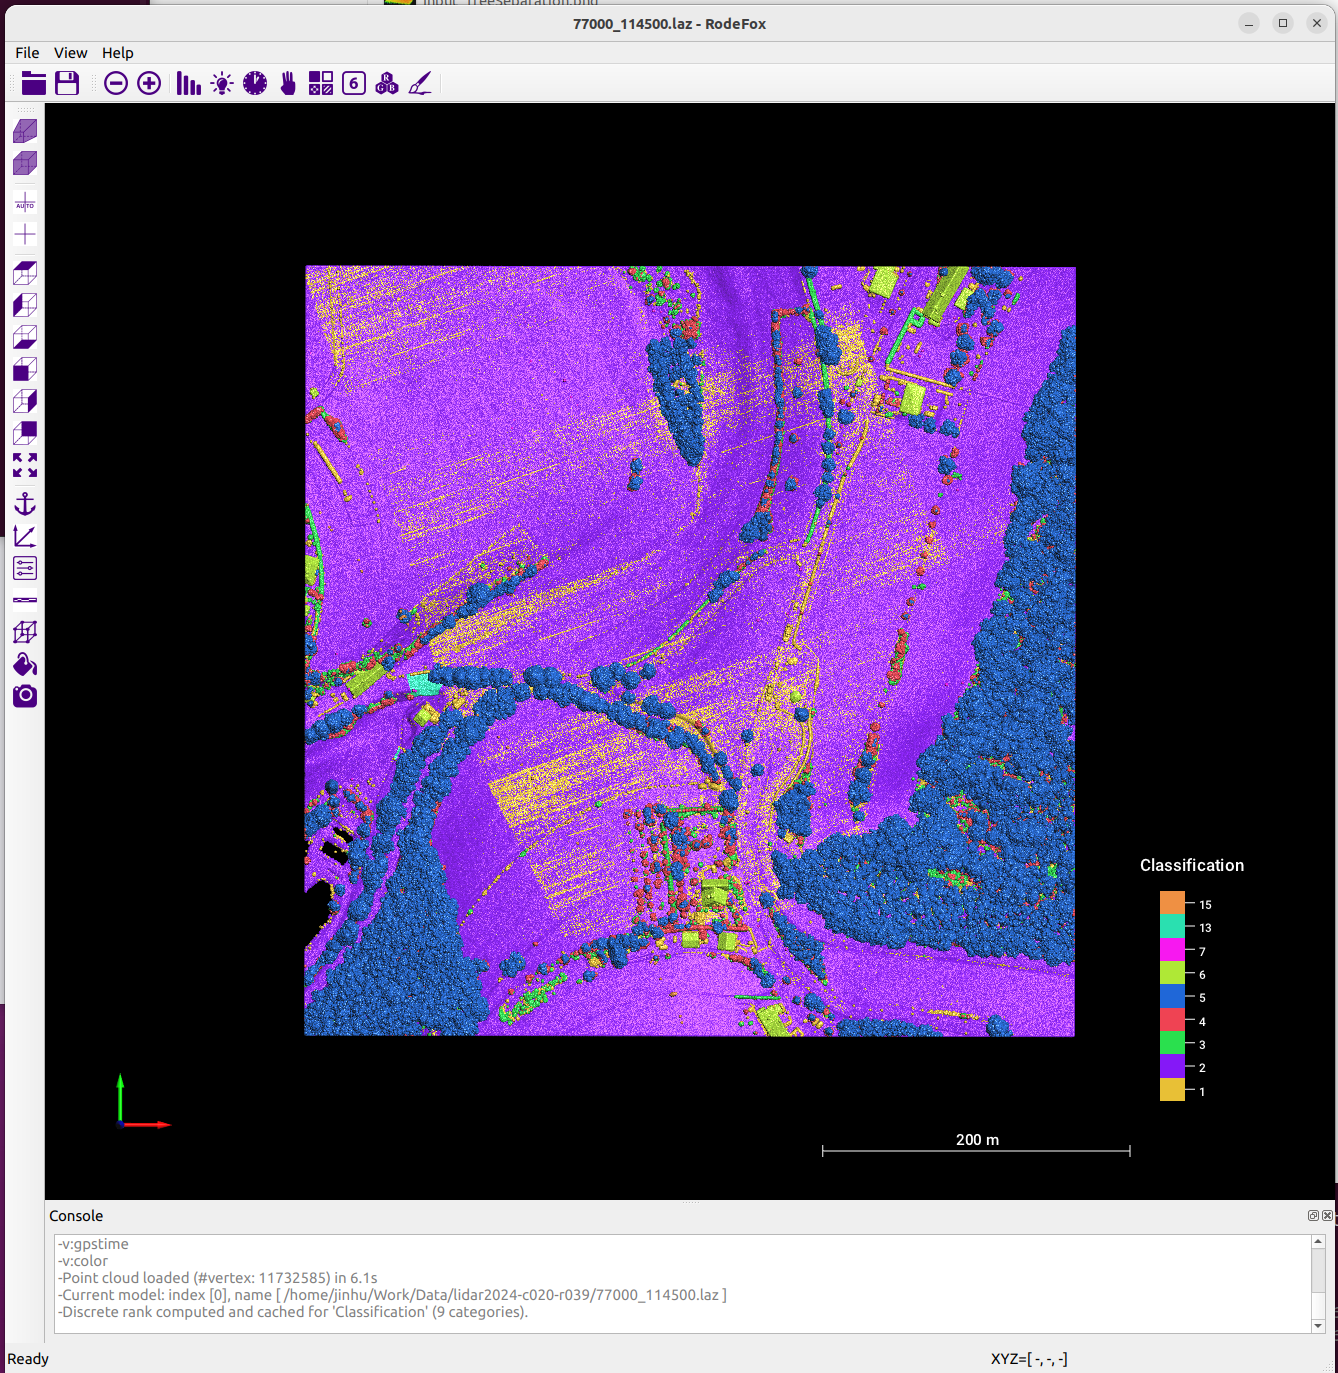 77000_114500.laz - RodeFox
File View Help
6
AUTO
Classification
15
13
7
6
5
4
3
2
1
200 m
Console
-v:gpstime
-v:color
-Point cloud loaded (#vertex: 11732585) in 6.1s
-Current model: index [0], name [ /home/jinhu/Work/Data/lidar2024-c020-r039/77000_114500.laz ]
-Discrete rank computed and cached for 'Classification' (9 categories).
Ready
XYZ=[ -, -, -]